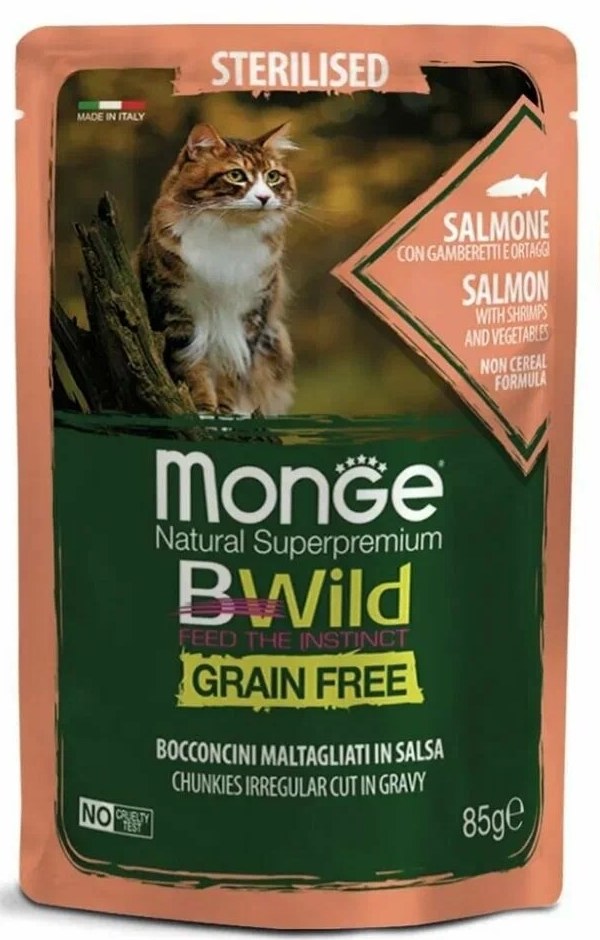 STERILISED
MADE IN ITALY
SALMONE
CON GAMBERETTI E ORTAGGI
SALMON
WITH SHRIMPS
AND VEGETABLES
NON CEREAL
FORMULA
MonGe
Natural Superpremium
BWild
FEED THE INSTINCT
GRAIN FREE
BOCCONCINI MALTAGLIATI IN SALSA
CHUNKIES IRREGULAR CUT IN GRAVY
NO CRUELTY
TEST
85g℮